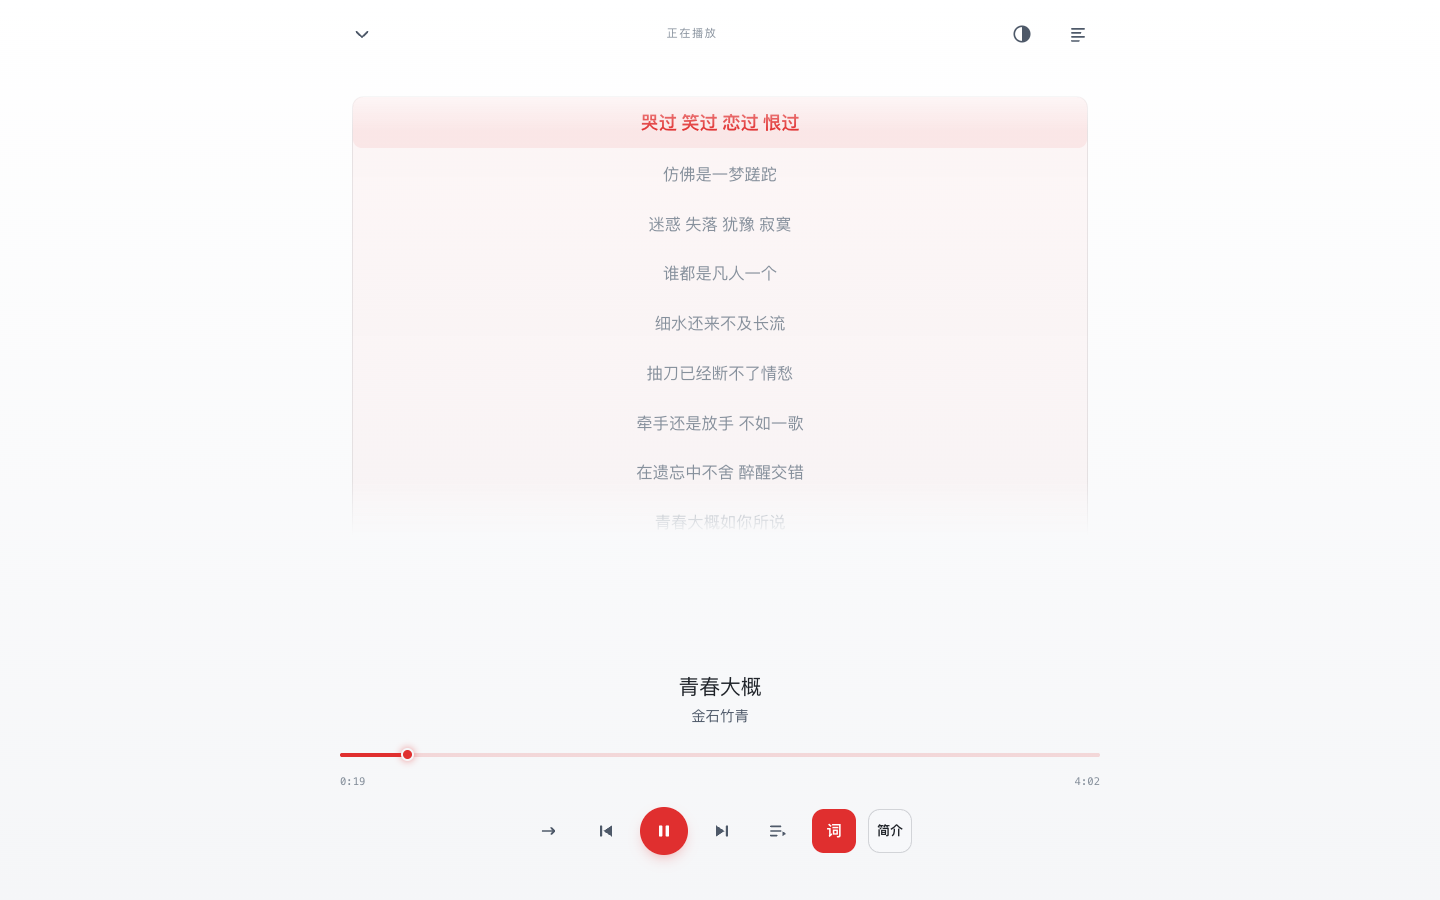 正在播放
哭过 笑过 恋过 恨过
仿佛是一梦蹉跎
迷惑 失落 犹豫 寂寞
谁都是凡人一个
细水还来不及长流
抽刀已经断不了情愁
牵手还是放手 不如一歌
在遗忘中不舍 醉醒交错
青春大概如你所说
青春大概
金石竹青
0:19
4:02
词
简介